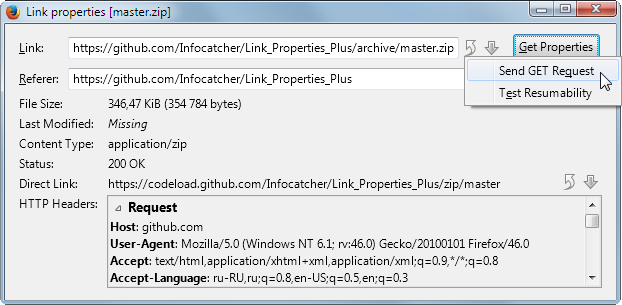 Link properties [master.zip]
Link: https://github.com/Infocatcher/Link_Properties_Plus/archive/master.zip Get Properties
Send GET Request
Referer: https://github.com/Infocatcher/Link_Properties_Plus
Test Resumability
File Size: 346,47 KiB (354 784 bytes)
Last Modified: Missing
Content Type: application/zip
Status: 200 OK
Direct Link: https://codeload.github.com/Infocatcher/Link_Properties_Plus/zip/master
HTTP Headers: Request
Host: github.com
User-Agent: Mozilla/5.0 (Windows NT 6.1; rv:46.0) Gecko/20100101 Firefox/46.0
Accept: text/html,application/xhtml+xml,application/xml;q=0.9,*/*;q=0.8
Accept-Language: ru-RU,ru;q=0.8,en-US;q=0.5,en;q=0.3